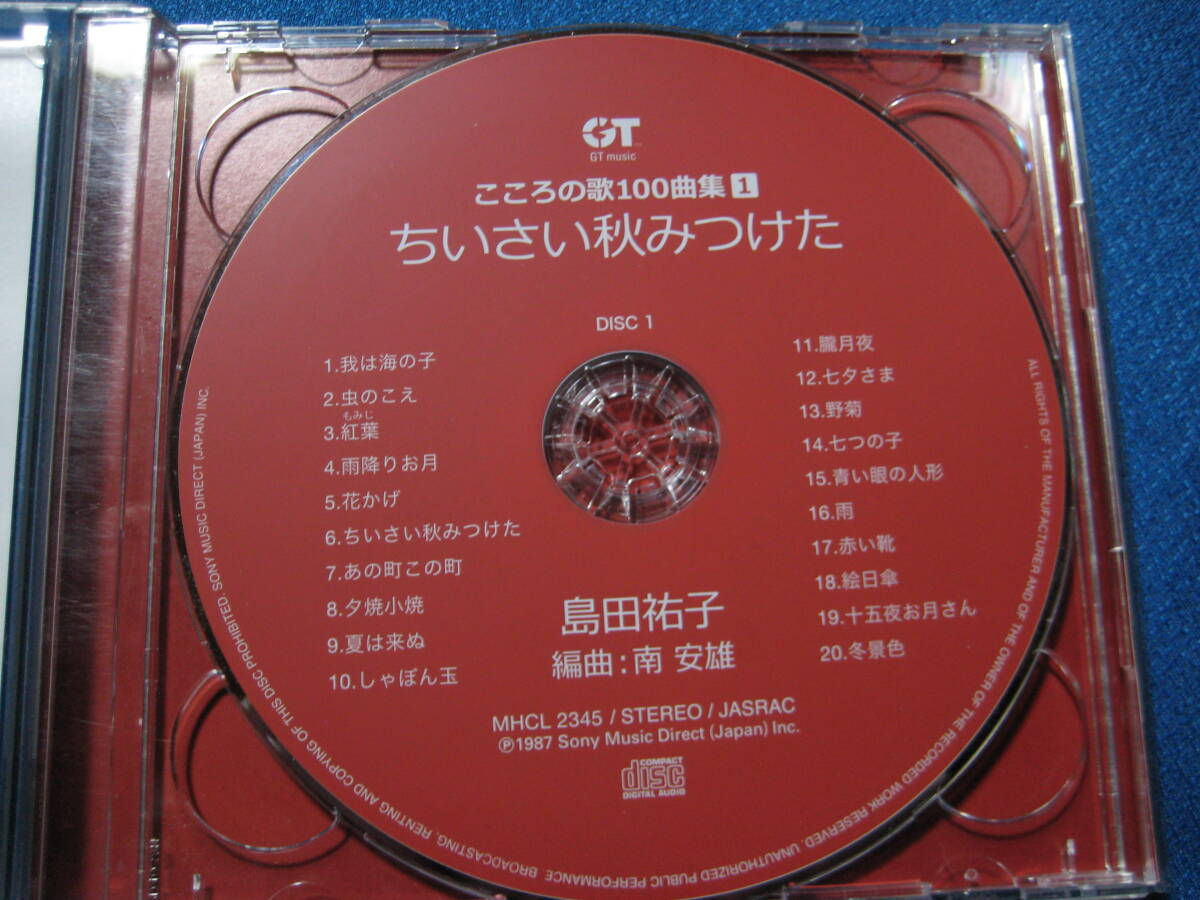 GT
GT music
こころの歌100曲集 1
ちいさい秋みつけた
DISC 1
1.我は海の子
2.虫のこえ
もみじ
3.紅葉
4.雨降りお月
5.花かげ
6.ちいさい秋みつけた
7.あの町この町
8.夕焼小焼
9.夏は来ぬ
10.しゃぼん玉
11.朧月夜
12.七夕さま
13.野菊
14.七つの子
15.青い眼の人形
16.雨
17.赤い靴
18.絵日傘
19.十五夜お月さん
20.冬景色
島田祐子
編曲:南 安雄
MHCL 2345 / STEREO / JASRAC
Ⓟ1987 Sony Music Direct (Japan) Inc.
COMPACT
disc
DIGITAL AUDIO
ALL RIGHTS OF THE MANUFACTURER AND OF THE OWNER OF THE RECORDED WORK RESERVED. UNAUTHORIZED PUBLIC PERFORMANCE, BROADCASTING, RENTING AND COPYING OF THIS DISC PROHIBITED. SONY MUSIC DIRECT (JAPAN) INC.